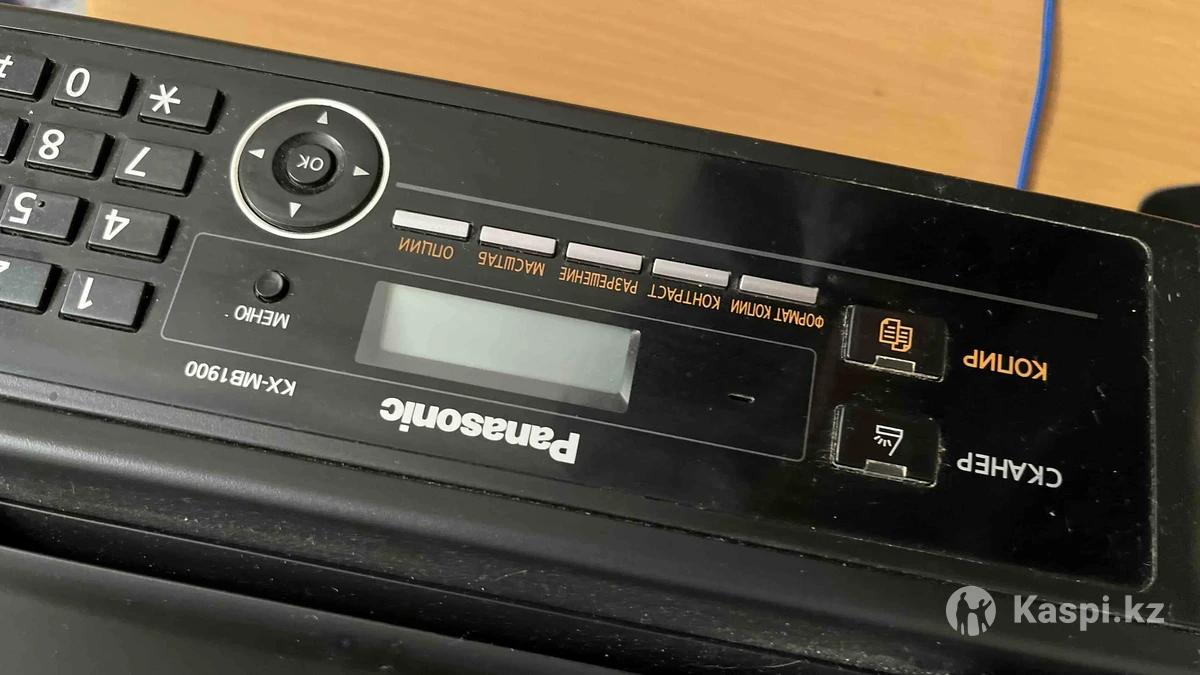 СКАНЕР
Panasonic
KX-MB1900
КОПИР
ФОРМАТ КОПИИ КОНТРАСТ РАЗРЕШЕНИЕ МАСШТАБ ОПЦИИ
МЕНЮ
OK
1
4 5
7 8
* 0
Kaspi.kz